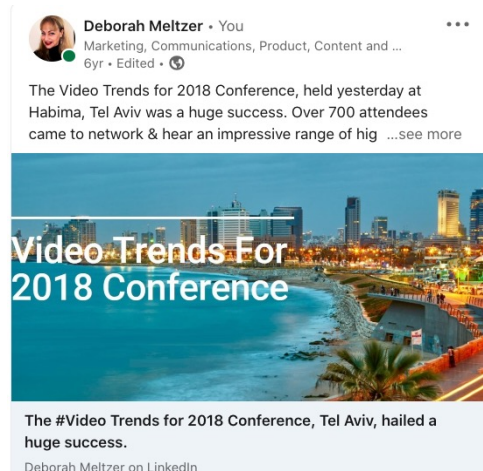 Deborah Meltzer • You
Marketing, Communications, Product, Content and ...
6yr • Edited •
The Video Trends for 2018 Conference, held yesterday at
Habima, Tel Aviv was a huge success. Over 700 attendees
came to network & hear an impressive range of hig ...see more
Video Trends For
2018 Conference
The #Video Trends for 2018 Conference, Tel Aviv, hailed a
huge success.
Deborah Meltzer on LinkedIn